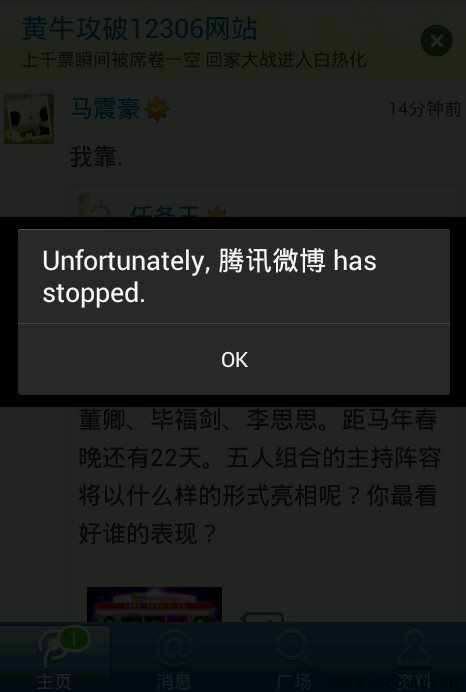 黄牛攻破12306网站
上千票瞬间被席卷一空 回家大战进入白热化
马震豪
14分钟前
我靠.
Unfortunately, 腾讯微博 has
stopped.
OK
董卿、毕福剑、李思思。距马年春
晚还有22天。五人组合的主持阵容
将以什么样的形式亮相呢？你最看
好谁的表现？
1
主页
消息
广场
资料